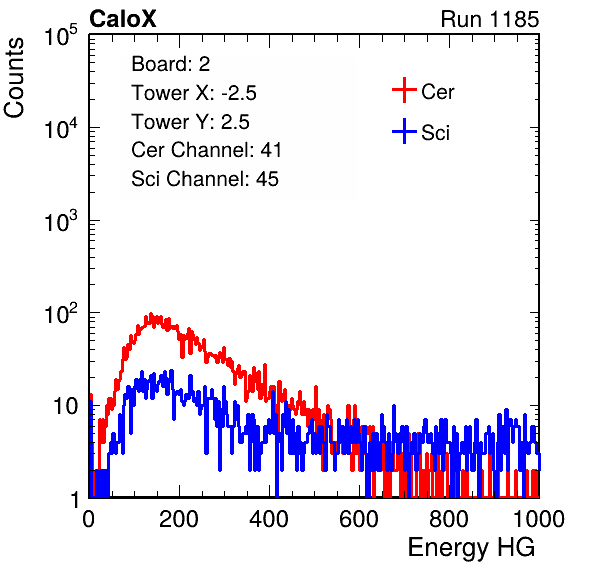 CaloX Run 1185
Counts
10^5
10^4
10^3
10^2
10
1
Board: 2
Tower X: -2.5
Tower Y: 2.5
Cer Channel: 41
Sci Channel: 45
Cer
Sci
0 200 400 600 800 1000
Energy HG